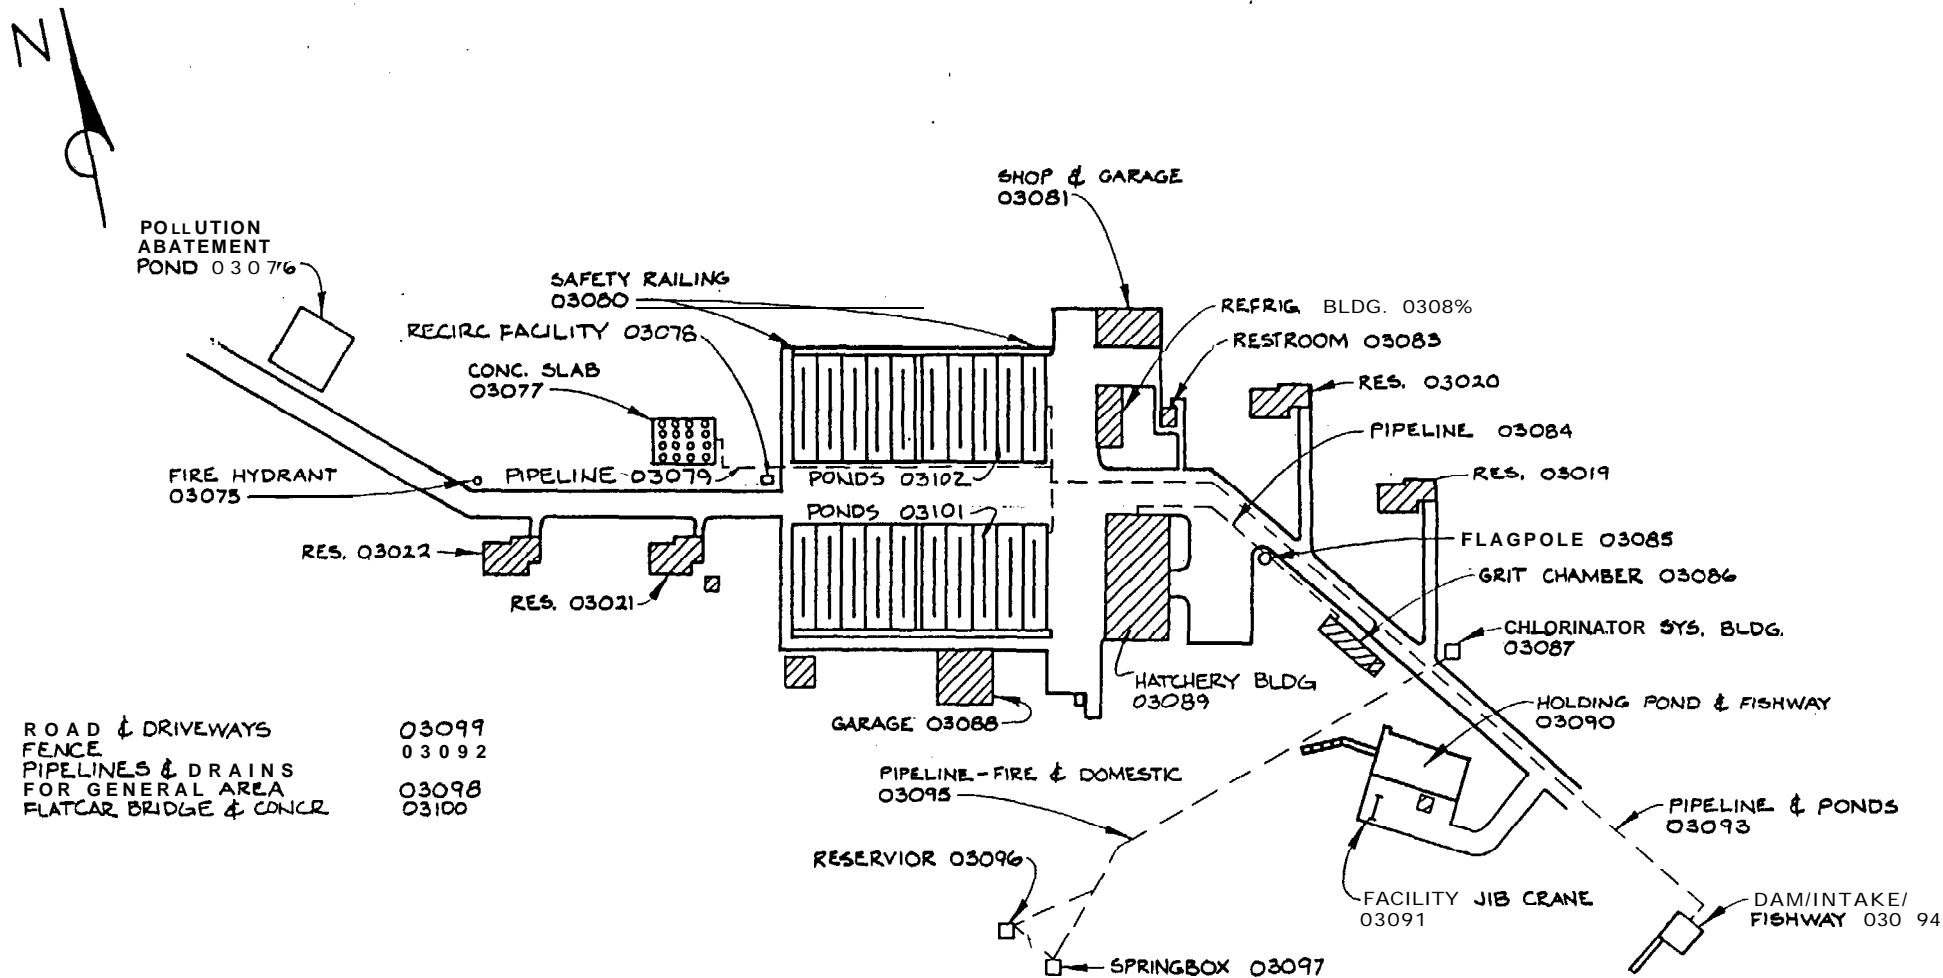 N
SHOP & GARAGE
03081
POLLUTION
ABATEMENT
POND 03076
SAFETY RAILING
03080
REFRIG BLDG. 0308%
RECIRC FACILITY 03078
RESTROOM 03083
CONC. SLAB
03077
RES. 03020
PIPELINE 03084
FIRE HYDRANT
03075
PIPELINE 03079
PONDS 03102
RES. 03019
PONDS 03101
RES. 03022
FLAGPOLE 03085
GRIT CHAMBER 03086
RES. 03021
CHLORINATOR SYS. BLDG.
03087
HATCHERY BLDG
03089
HOLDING POND & FISHWAY
03090
GARAGE 03088
ROAD & DRIVEWAYS 03099
FENCE 03092
PIPELINES & DRAINS
FOR GENERAL AREA 03098
FLATCAR BRIDGE & CONCR 03100
PIPELINE - FIRE & DOMESTIC
03095
PIPELINE & PONDS
03093
RESERVIOR 03096
FACILITY JIB CRANE
03091
DAM/INTAKE/
FISHWAY 030 94
SPRINGBOX 03097